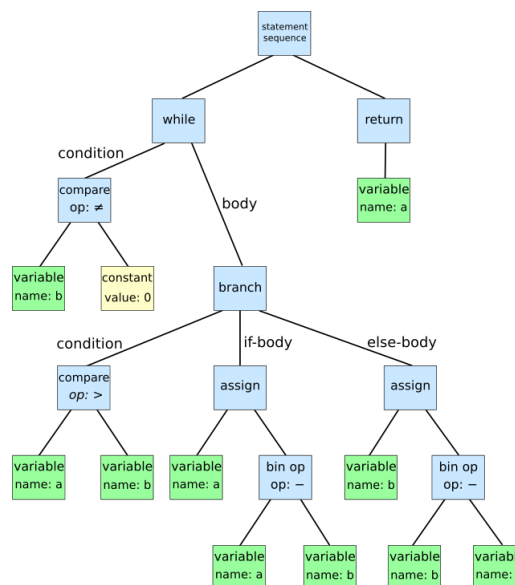 statement
sequence
while
return
condition
body
compare
op: ≠
variable
name: a
variable
name: b
constant
value: 0
branch
condition
if-body
else-body
compare
op: >
assign
assign
variable
name: a
variable
name: b
variable
name: a
bin op
op: −
variable
name: b
bin op
op: −
variable
name: a
variable
name: b
variable
name: b
variable
name: